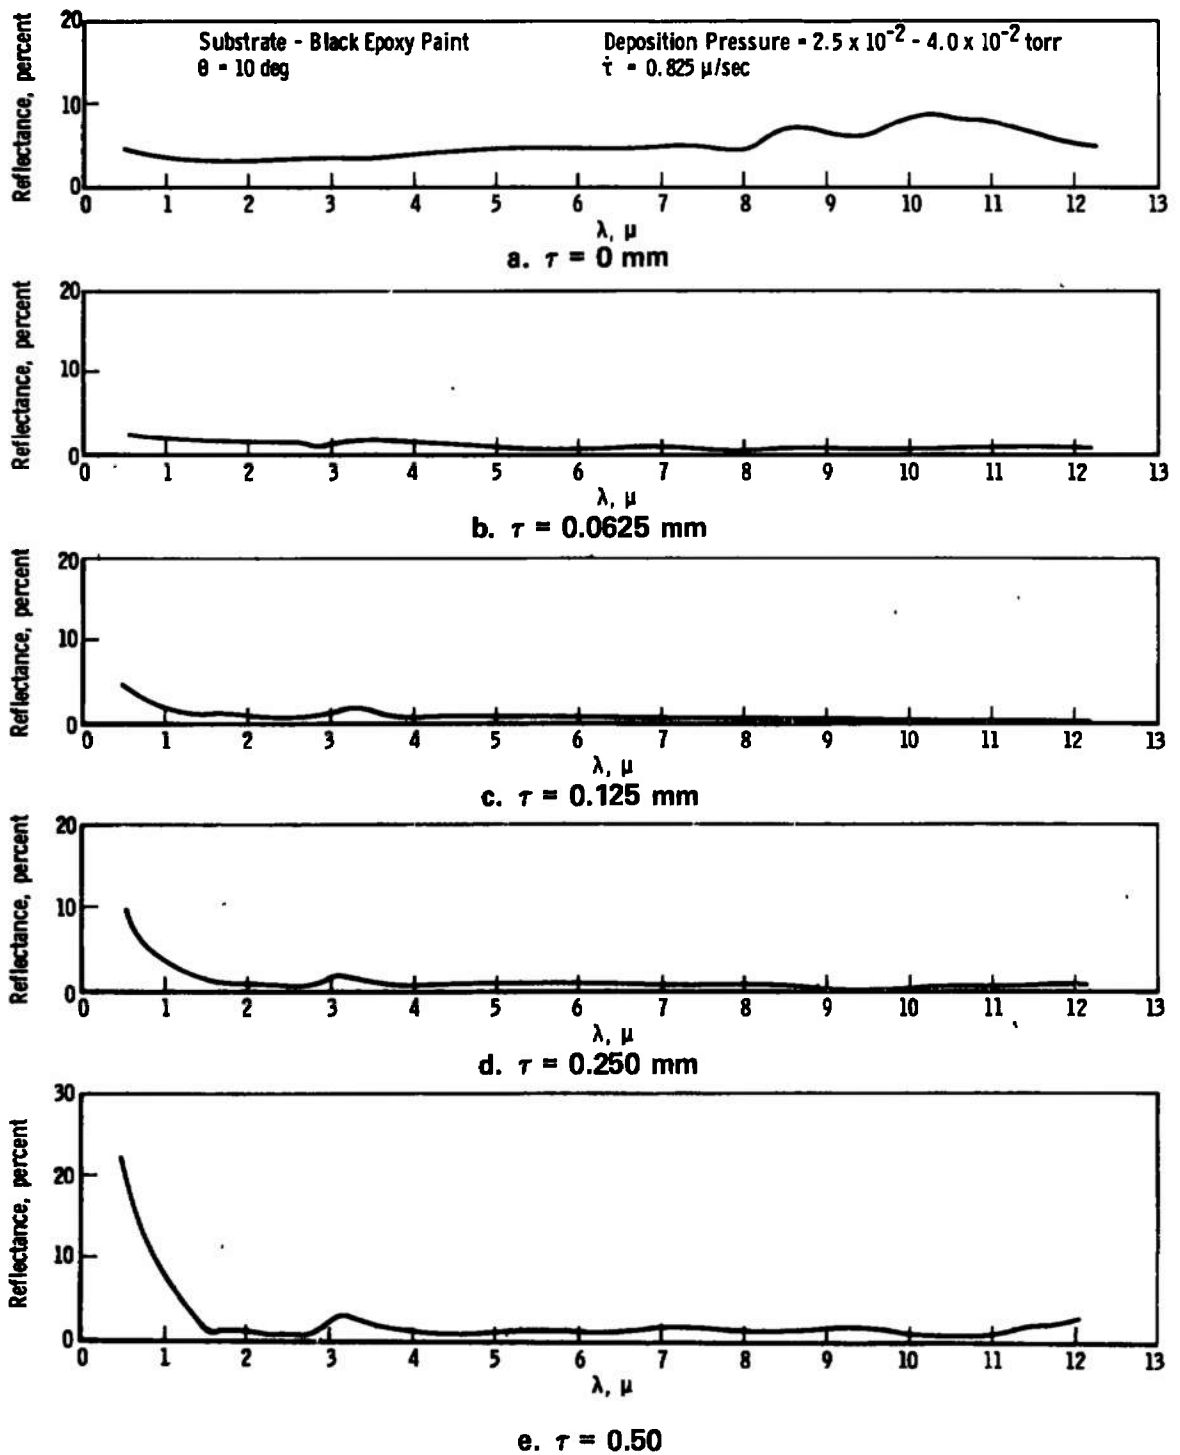 Reflectance, percent
20
10
0
Substrate - Black Epoxy Paint
θ = 10 deg
Deposition Pressure = 2.5 x 10⁻² - 4.0 x 10⁻² torr
τ̇ = 0.825 μ/sec
0 1 2 3 4 5 6 7 8 9 10 11 12 13
λ, μ
a. τ = 0 mm
Reflectance, percent
20
10
0
0 1 2 3 4 5 6 7 8 9 10 11 12 13
λ, μ
b. τ = 0.0625 mm
Reflectance, percent
20
10
0
0 1 2 3 4 5 6 7 8 9 10 11 12 13
λ, μ
c. τ = 0.125 mm
Reflectance, percent
20
10
0
0 1 2 3 4 5 6 7 8 9 10 11 12 13
λ, μ
d. τ = 0.250 mm
Reflectance, percent
30
20
10
0
0 1 2 3 4 5 6 7 8 9 10 11 12 13
λ, μ
e. τ = 0.50